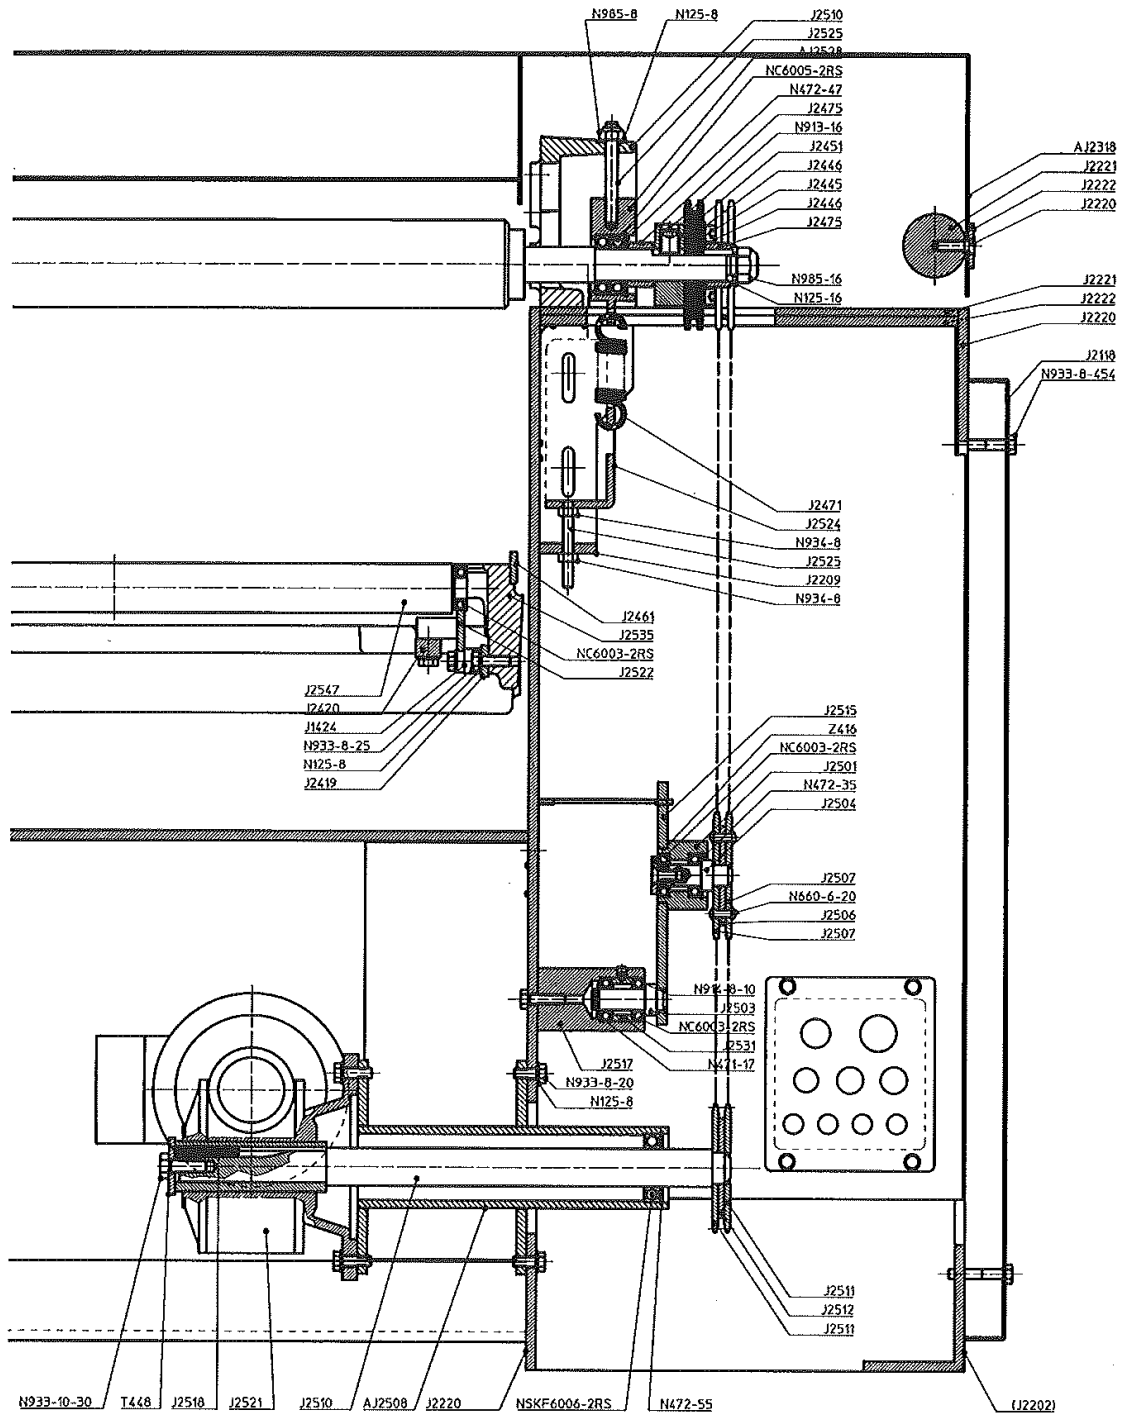 N985-8
N125-8
J2510
J2525
AJ2528
NC6005-2RS
N472-47
J2475
N913-16
J2451
J2446
J2445
J2446
J2475
AJ2318
J2221
J2222
J2220
N985-16
N125-16
J2221
J2222
J2220
J2118
N933-8-454
J2471
J2524
N934-8
J2525
J2209
N934-8
J2461
J2535
NC6003-2RS
J2522
J2547
J2420
J1424
N933-8-25
N125-8
J2419
J2515
Z416
NC6003-2RS
J2501
N472-35
J2504
J2507
N660-6-20
J2506
J2507
N914-8-10
J2503
NC6003-2RS
J2531
N471-17
J2517
N933-8-20
N125-8
J2511
J2512
J2511
N933-10-30
T448
J2518
J2521
J2510
AJ2508
J2220
NSKF6006-2RS
N472-55
(J2202)